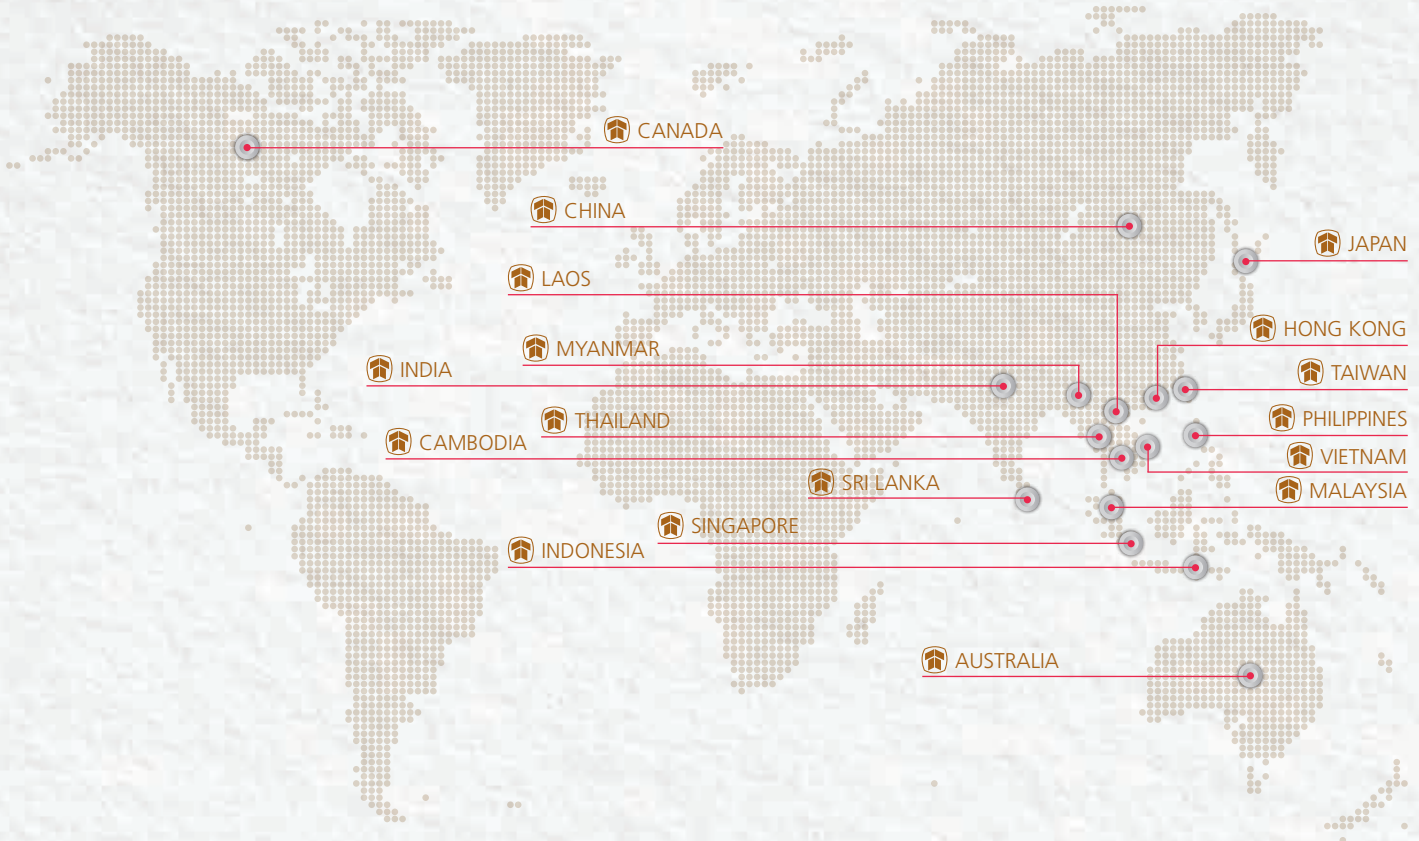 CANADA
CHINA
JAPAN
LAOS
HONG KONG
MYANMAR
INDIA
TAIWAN
THAILAND
PHILIPPINES
CAMBODIA
VIETNAM
SRI LANKA
MALAYSIA
SINGAPORE
INDONESIA
AUSTRALIA